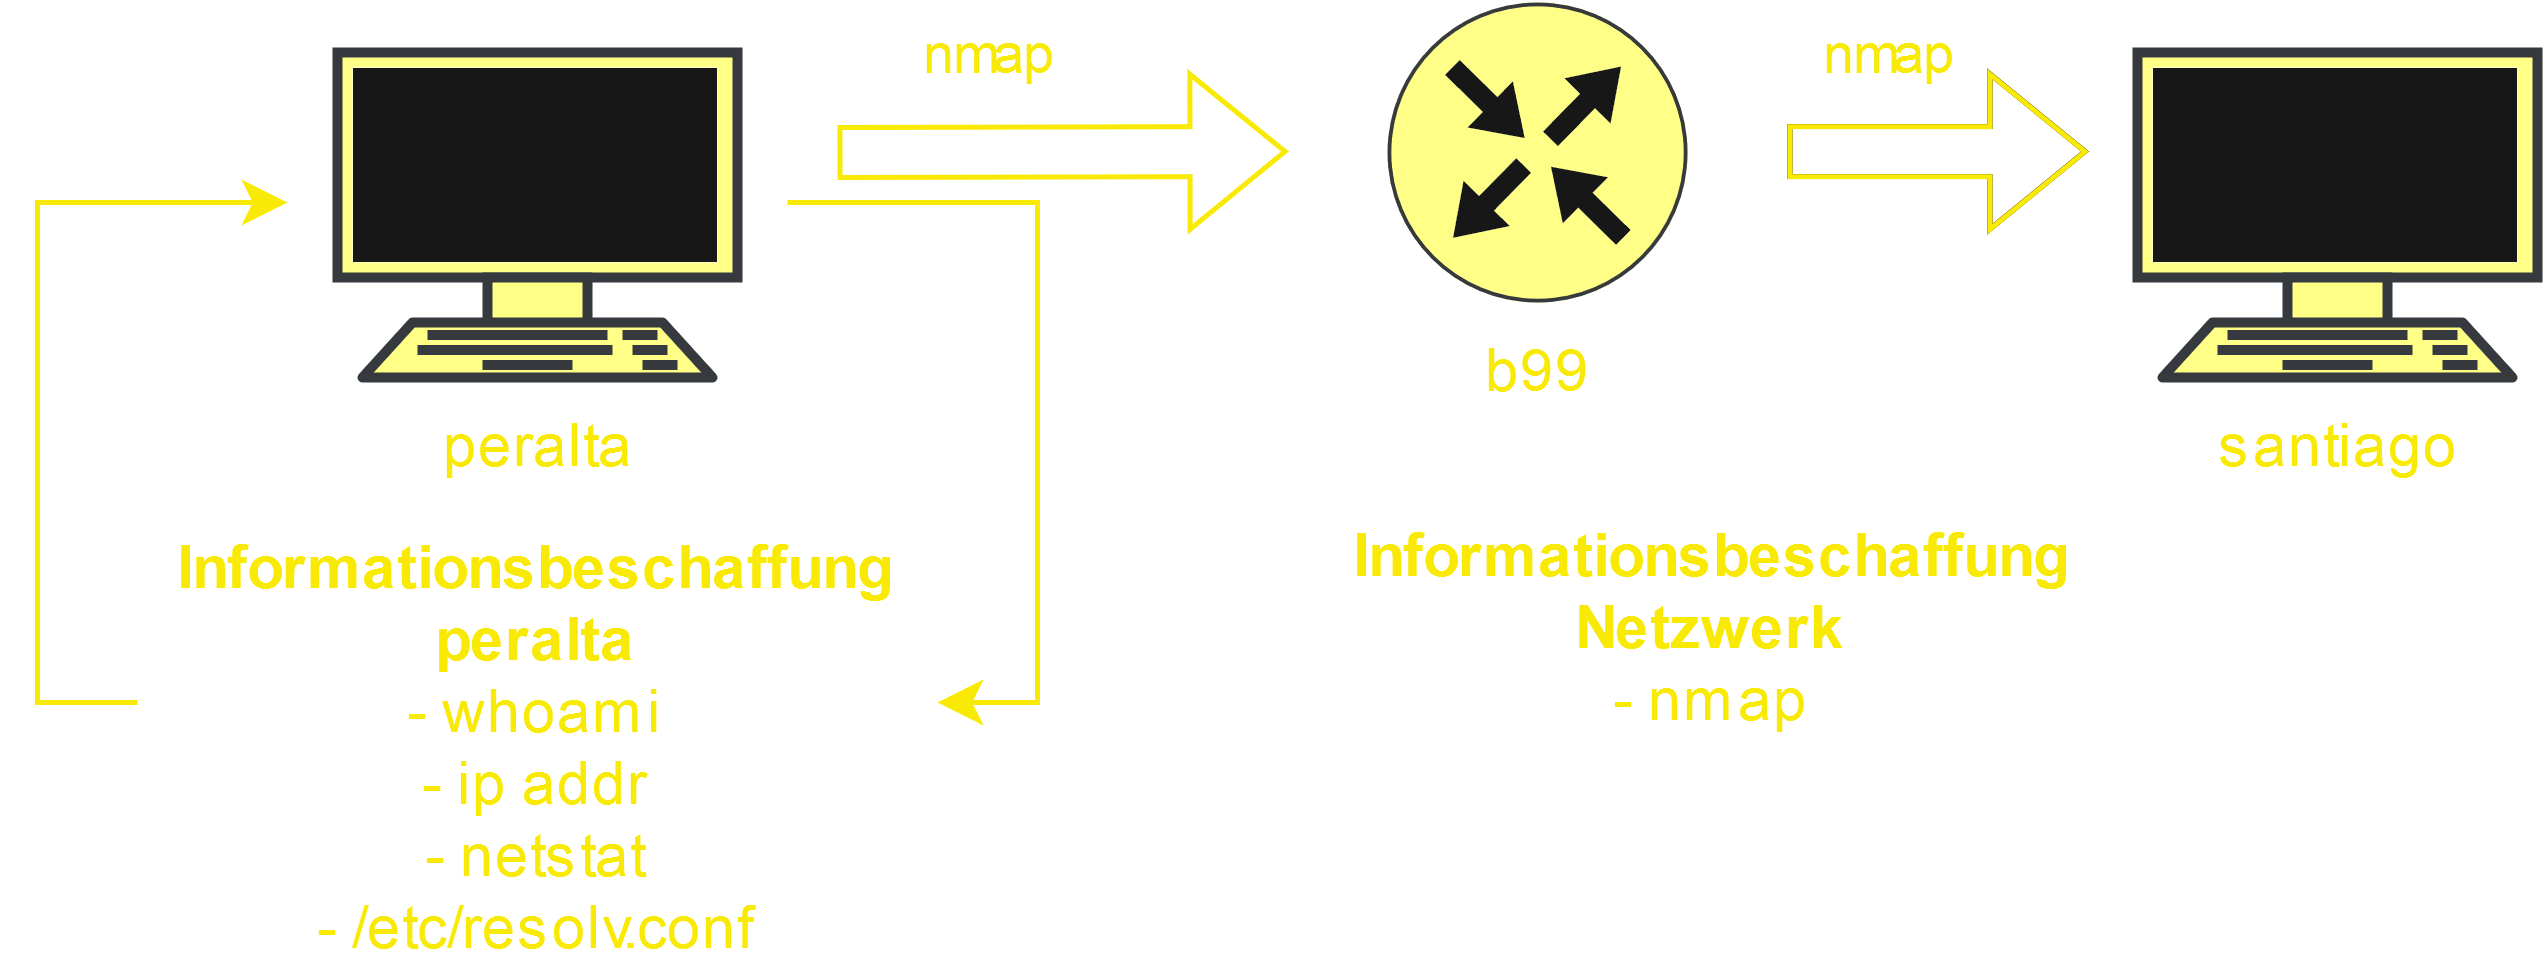 nmap
nmap
b99
peralta
santiago
Informationsbeschaffung
peralta
- whoami
- ip addr
- netstat
- /etc/resolv.conf
Informationsbeschaffung
Netzwerk
- nmap